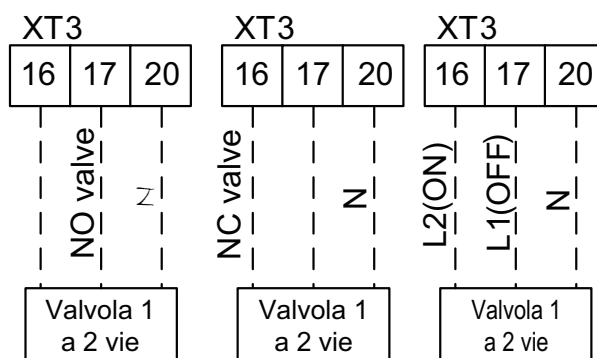 XT3
16 17 20
NO valve
N
Valvola 1
a 2 vie
XT3
16 17 20
NC valve
N
Valvola 1
a 2 vie
XT3
16 17 20
L2(ON)
L1(OFF)
N
Valvola 1
a 2 vie